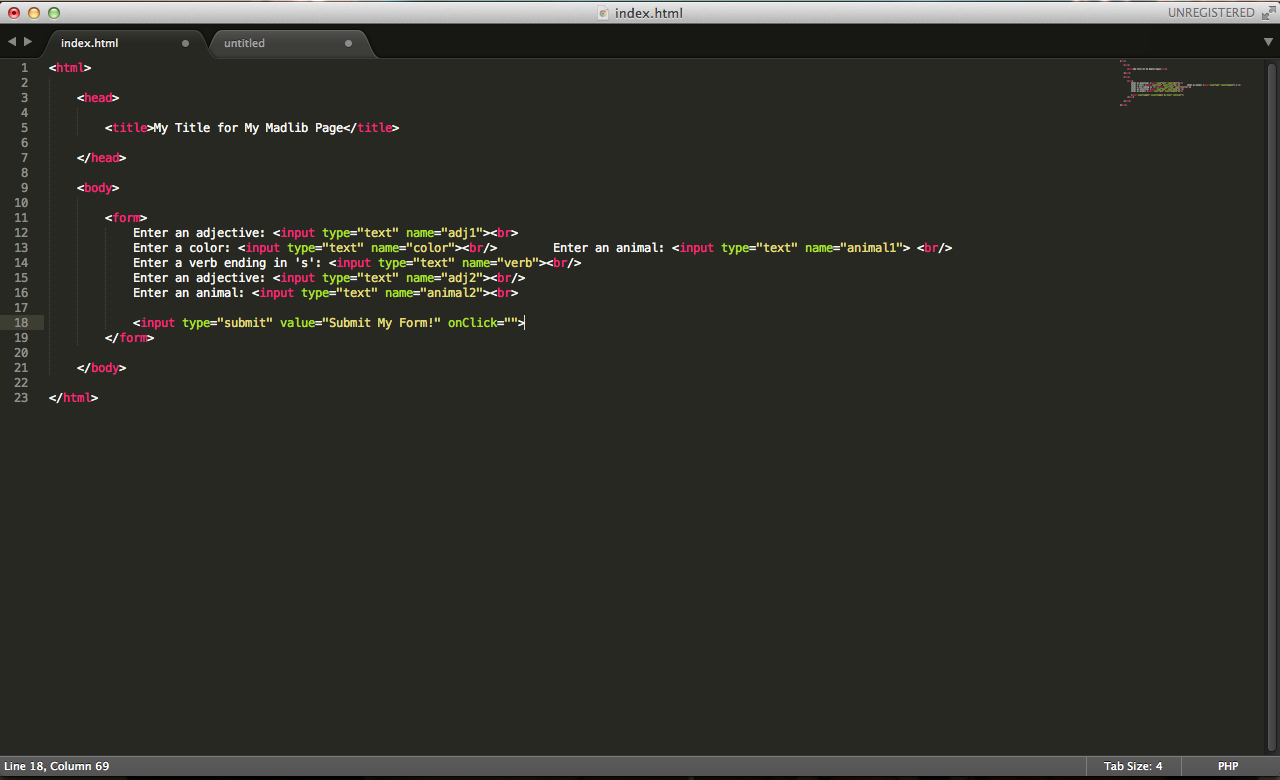 index.html
UNREGISTERED
index.html
untitled
1 <html>
2
3 <head>
4
5 <title>My Title for My Madlib Page</title>
6
7 </head>
8
9 <body>
10
11 <form>
12 Enter an adjective: <input type="text" name="adj1"><br>
13 Enter a color: <input type="text" name="color"><br/> Enter an animal: <input type="text" name="animal1"> <br/>
14 Enter a verb ending in 's': <input type="text" name="verb"><br/>
15 Enter an adjective: <input type="text" name="adj2"><br/>
16 Enter an animal: <input type="text" name="animal2"><br>
17
18 <input type="submit" value="Submit My Form!" onClick="">
19 </form>
20
21 </body>
22
23 </html>
Line 18, Column 69
Tab Size: 4
PHP